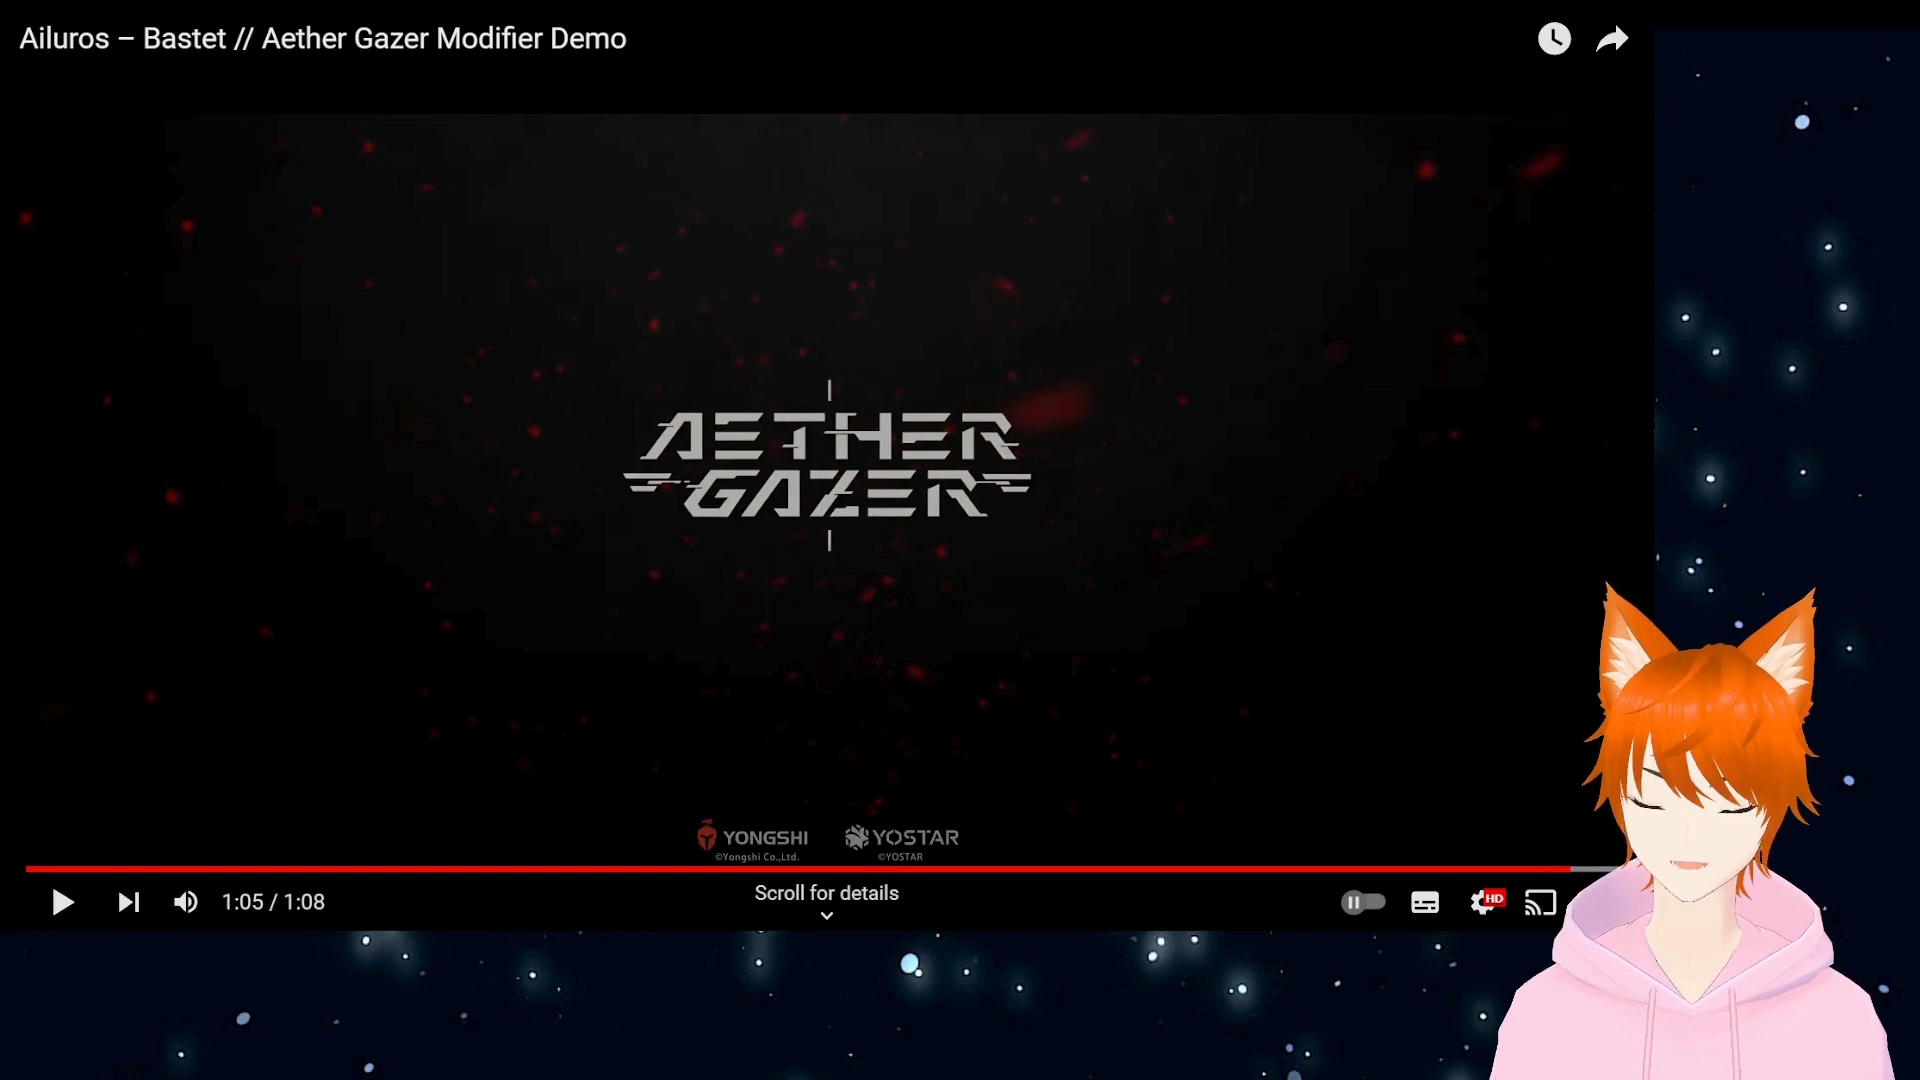 Ailuros – Bastet // Aether Gazer Modifier Demo
AETHER
GAZER
YONGSHI
©Yongshi Co.,Ltd.
YOSTAR
©YOSTAR
1:05 / 1:08
Scroll for details
HD